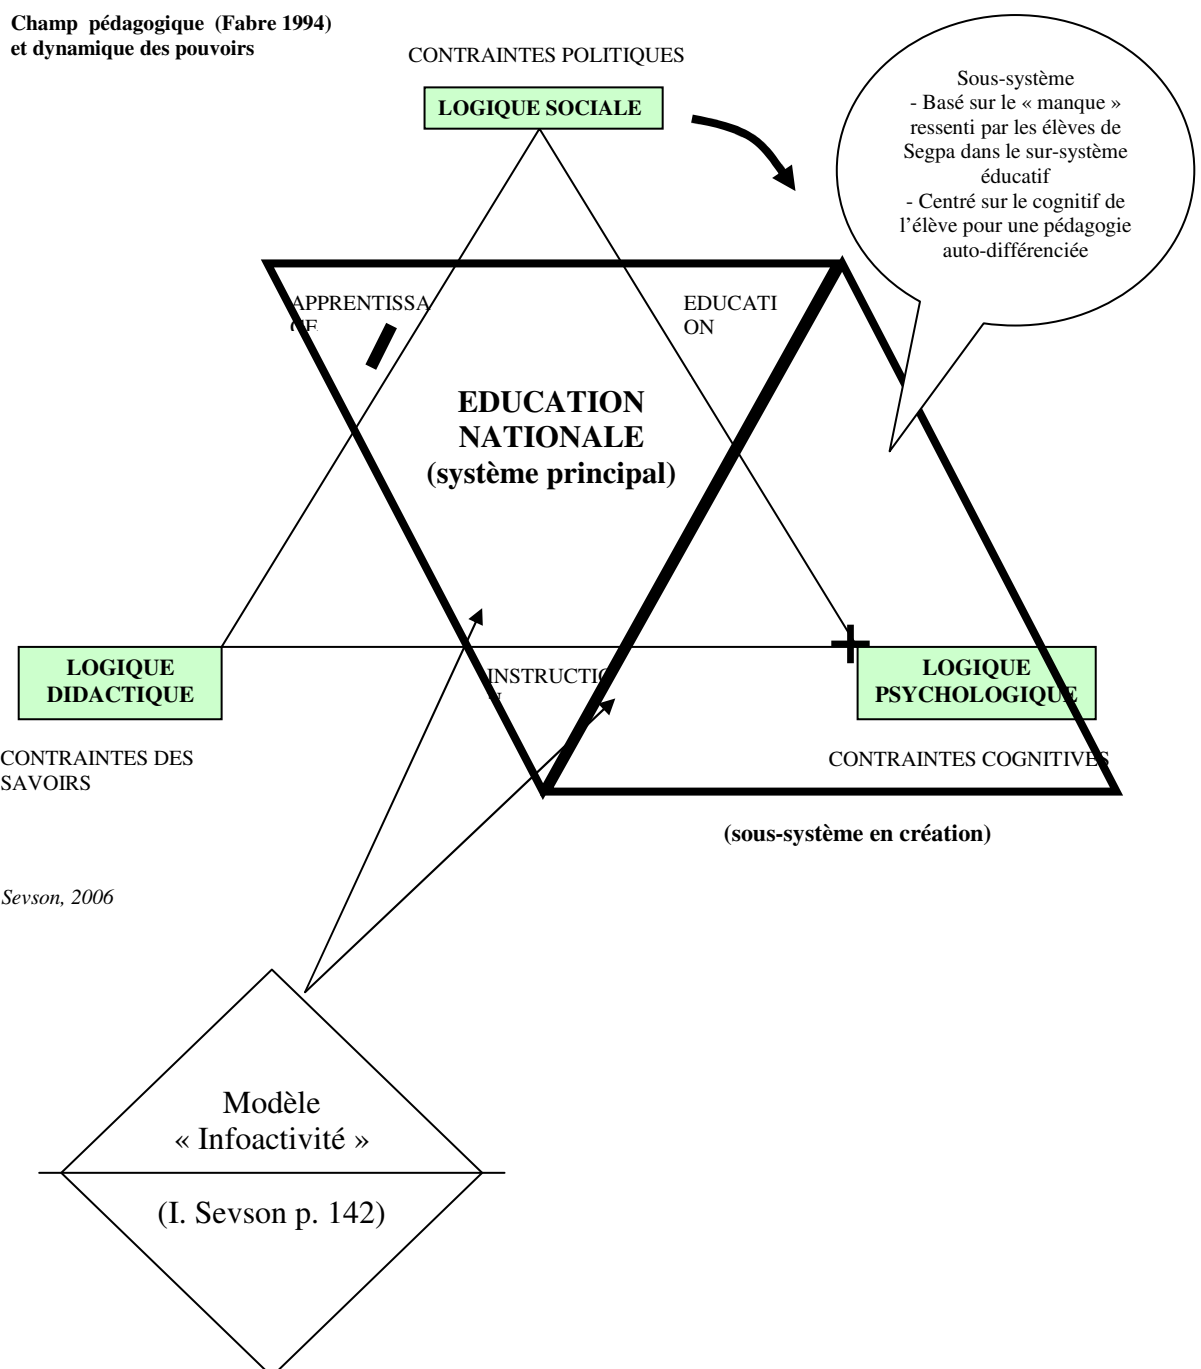 Champ pédagogique (Fabre 1994)
et dynamique des pouvoirs
CONTRAINTES POLITIQUES
LOGIQUE SOCIALE
Sous-système
- Basé sur le « manque »
ressenti par les élèves de
Segpa dans le sur-système
éducatif
- Centré sur le cognitif de
l'élève pour une pédagogie
auto-différenciée
APPRENTISSA
GE
EDUCATI
ON
EDUCATION
NATIONALE
(système principal)
LOGIQUE
DIDACTIQUE
INSTRUCTIO
N
LOGIQUE
PSYCHOLOGIQUE
CONTRAINTES DES
SAVOIRS
CONTRAINTES COGNITIVES
(sous-système en création)
Sevson, 2006
Modèle
« Infoactivité »
(I. Sevson p. 142)